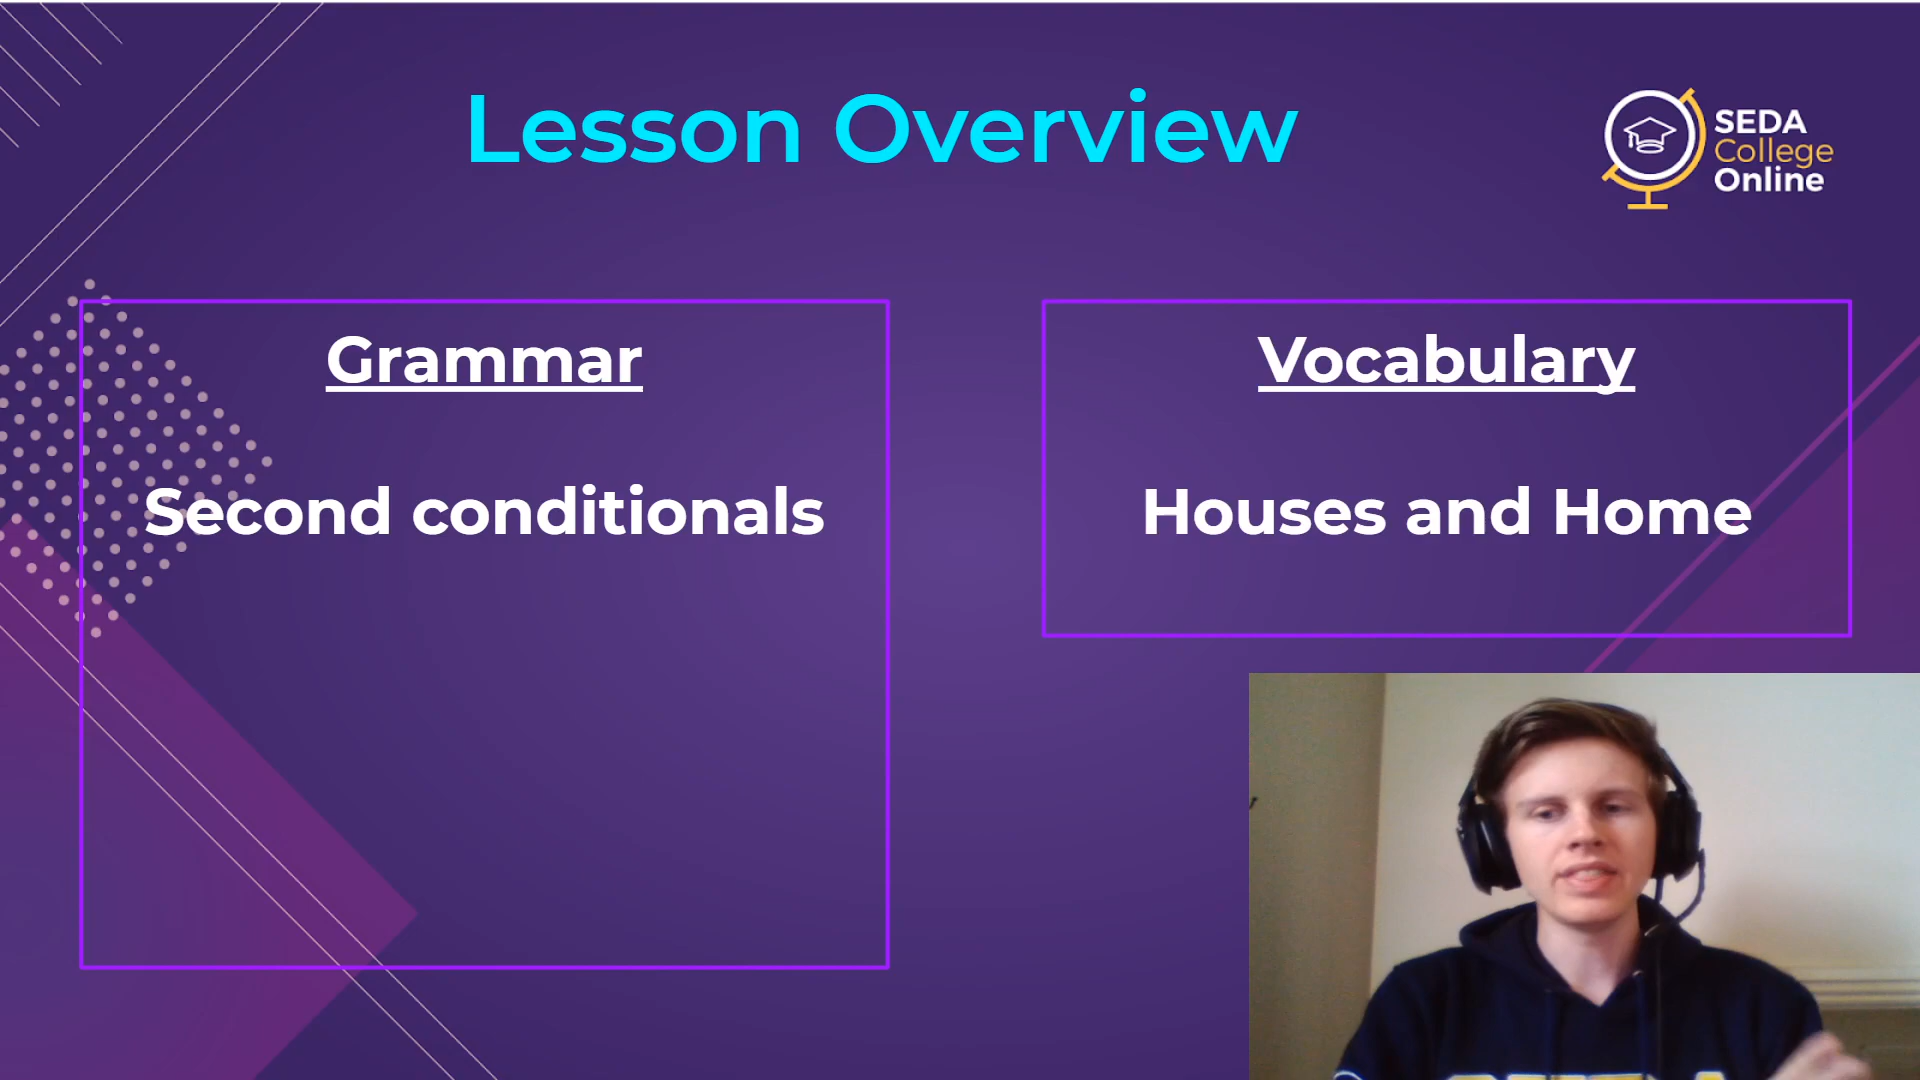 Lesson Overview
SEDA
College
Online
Grammar
Second conditionals
Vocabulary
Houses and Home